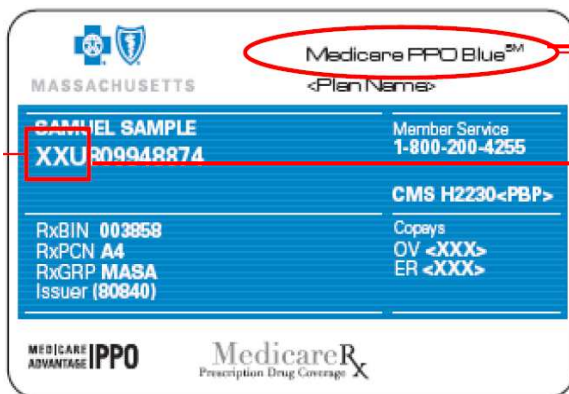 Medicare PPO Blue℠
MASSACHUSETTS
<Plan Name>
SAMUEL SAMPLE
XXU809948874
Member Service
1-800-200-4255
CMS H2230<PBP>
RxBIN 003858
RxPCN A4
RxGRP MASA
Issuer (80840)
Copays
OV <XXX>
ER <XXX>
MEDICARE ADVANTAGE PPO
MedicareRx
Prescription Drug Coverage